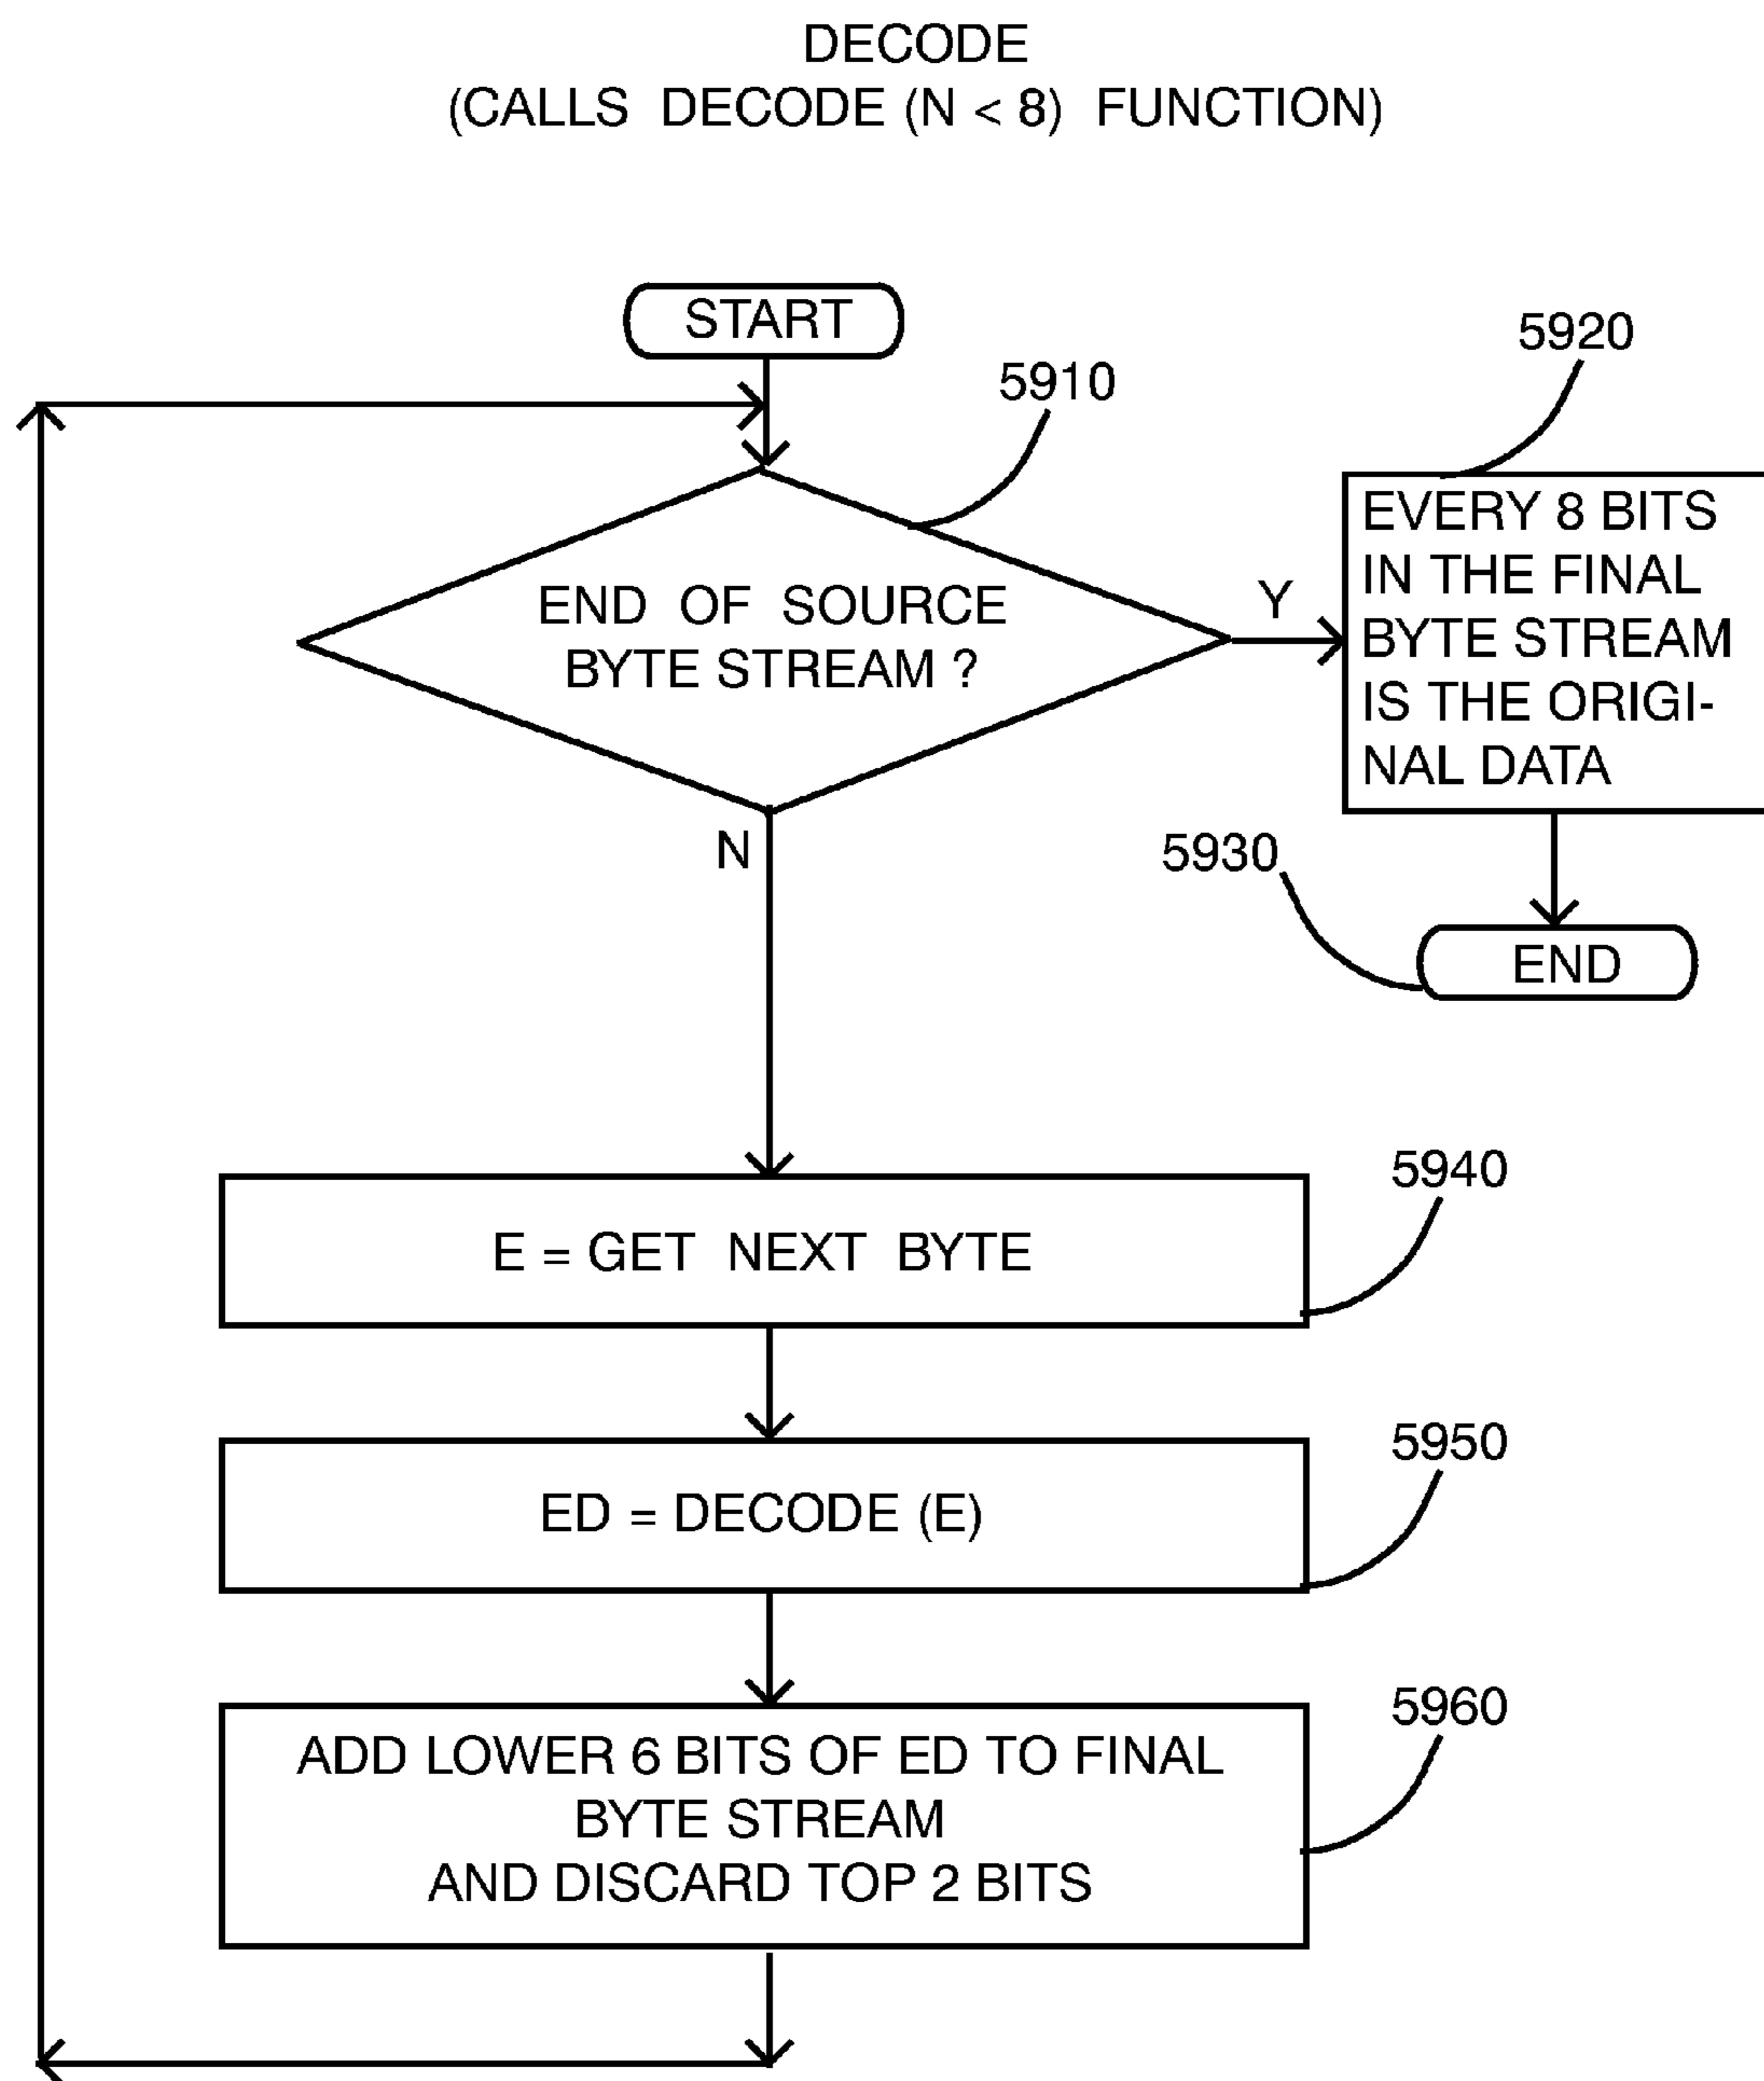 DECODE
(CALLS DECODE (N < 8) FUNCTION)
START
5910
5920
END OF SOURCE
BYTE STREAM ?
Y
EVERY 8 BITS
IN THE FINAL
BYTE STREAM
IS THE ORIGI-
NAL DATA
N
5930
END
5940
E = GET NEXT BYTE
5950
ED = DECODE (E)
5960
ADD LOWER 6 BITS OF ED TO FINAL
BYTE STREAM
AND DISCARD TOP 2 BITS